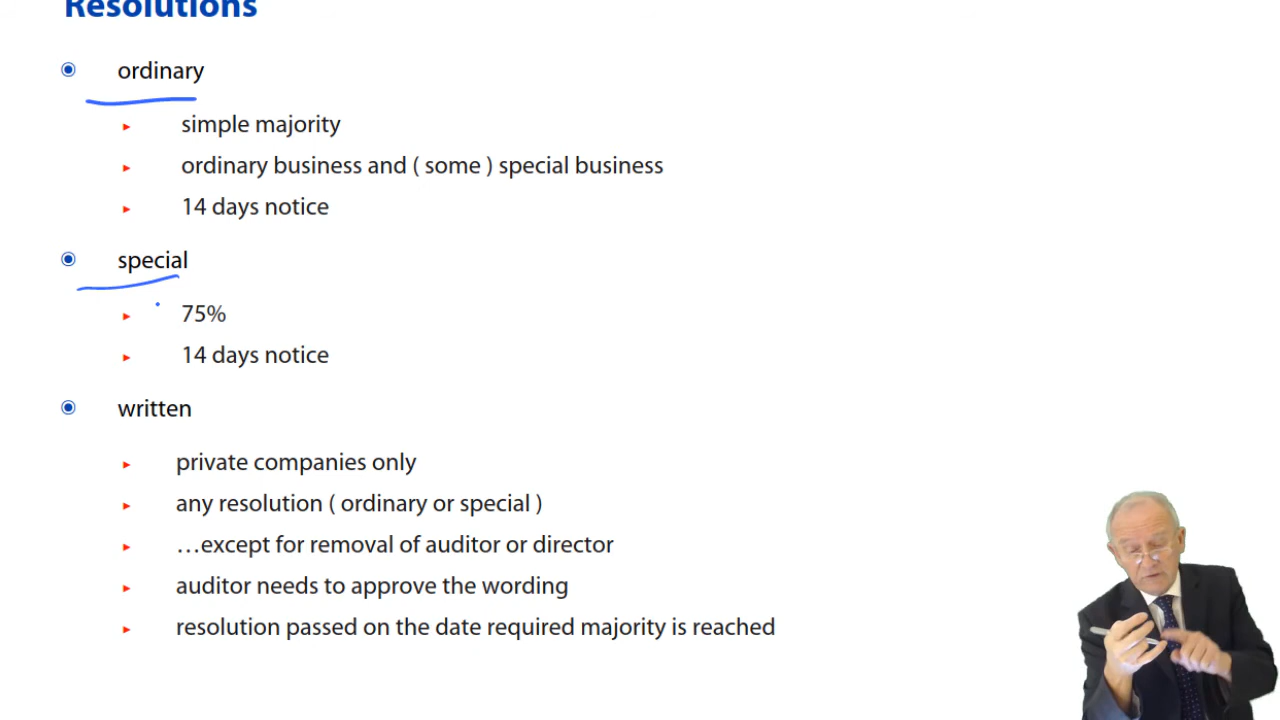 Resolutions
ordinary
simple majority
ordinary business and ( some ) special business
14 days notice
special
75%
14 days notice
written
private companies only
any resolution ( ordinary or special )
…except for removal of auditor or director
auditor needs to approve the wording
resolution passed on the date required majority is reached